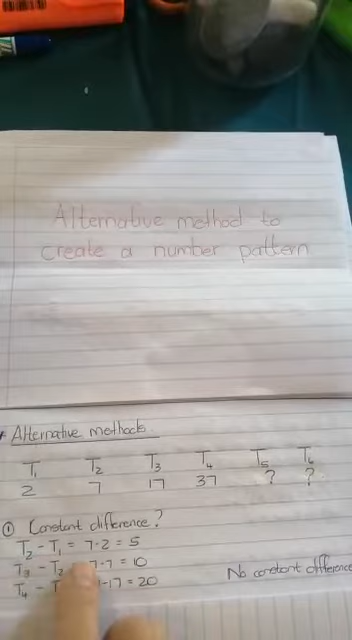 Alternative method to
create a number pattern
* Alternative methods
T₁ T₂ T₃ T₄ T₅ T₆
2 7 17 37 ? ?
① Constant difference?
T₂ - T₁ = 7-2 = 5
T₃ - T₂ 7-7 = 10
T₄ - T -17 = 20 No constant difference